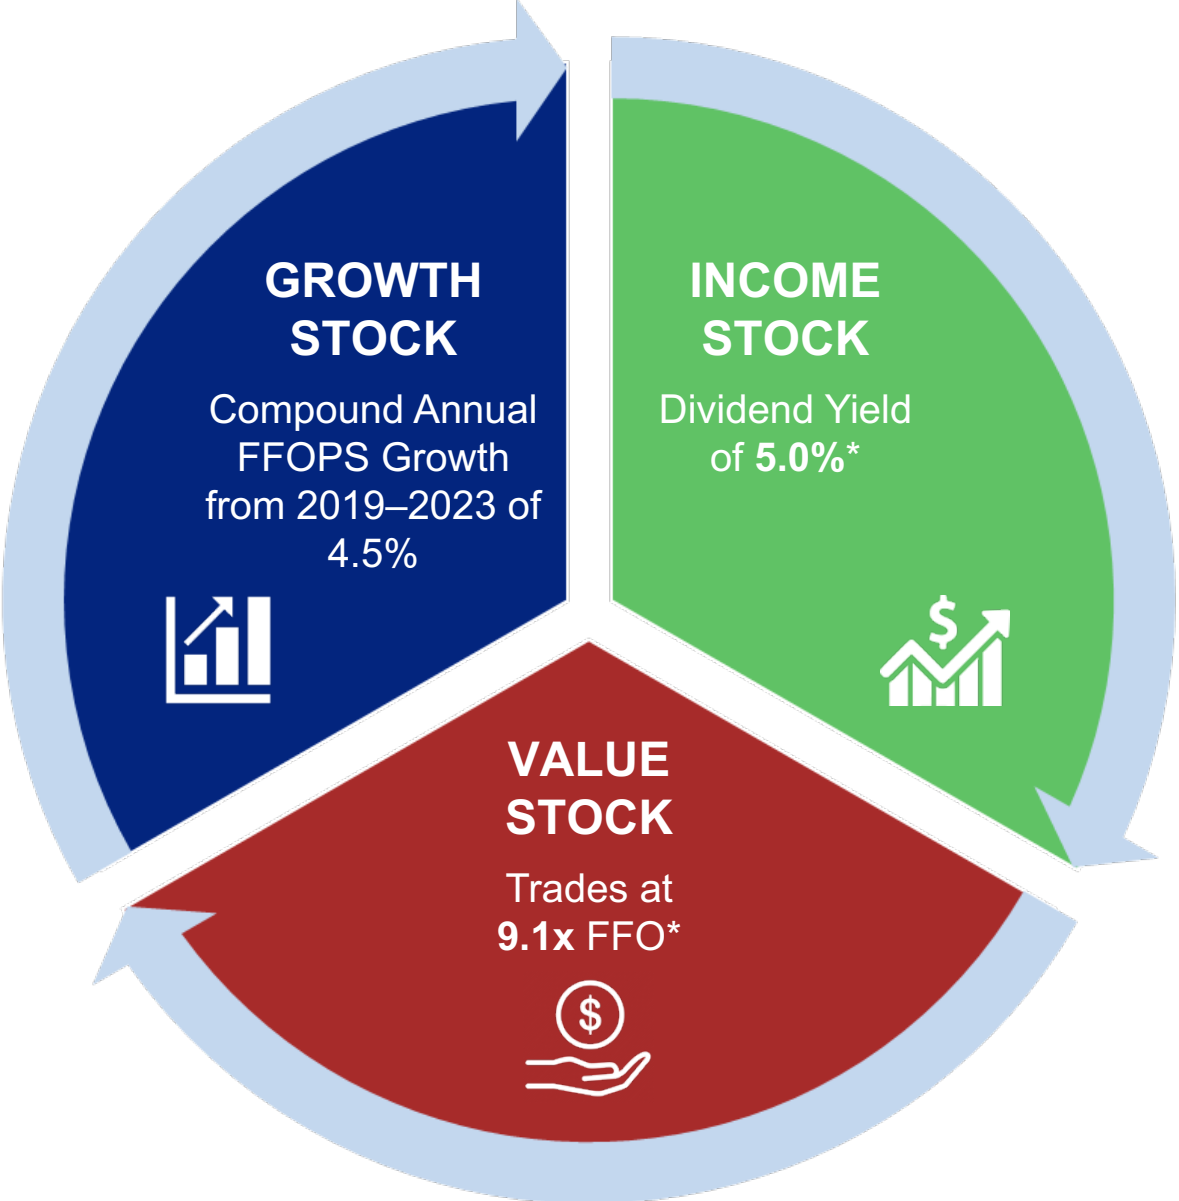 GROWTH
STOCK
Compound Annual
FFOPS Growth
from 2019–2023 of
4.5%
INCOME
STOCK
Dividend Yield
of 5.0%*
$
VALUE
STOCK
Trades at
9.1x FFO*
$